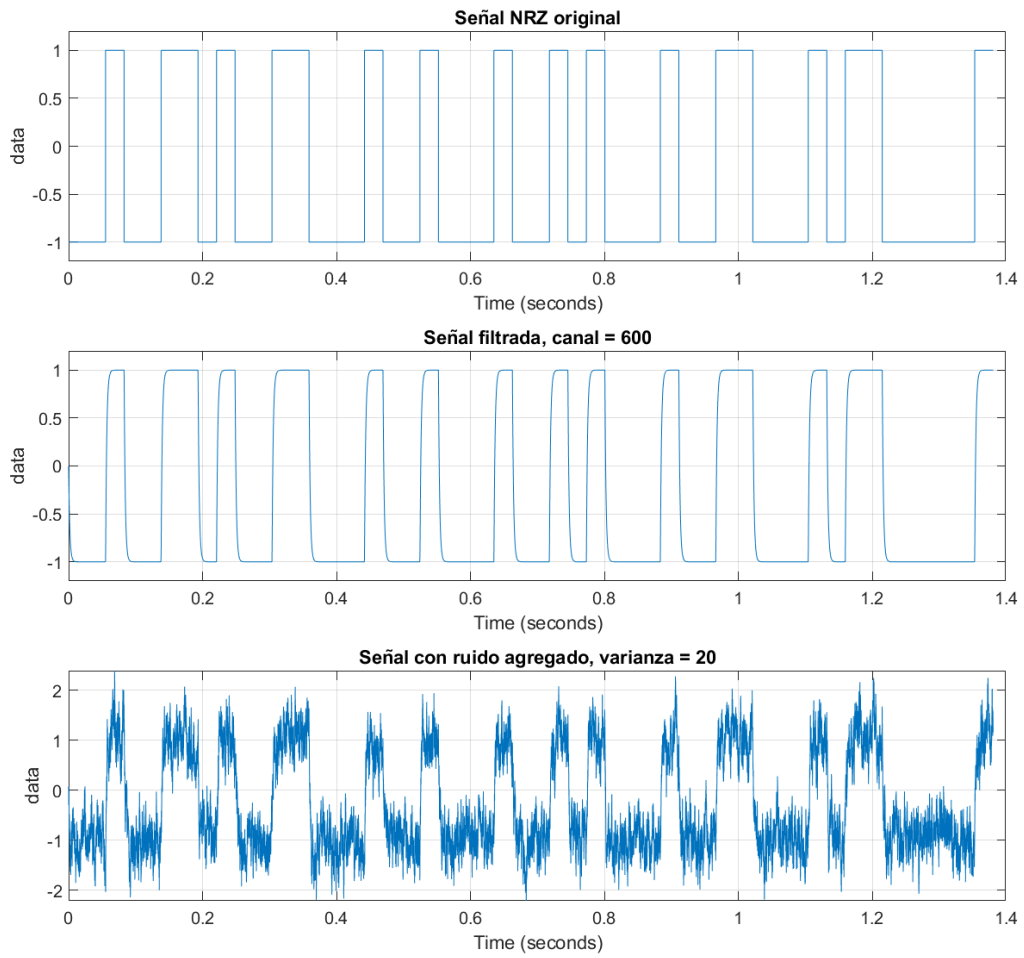 Señal NRZ original
1
0.5
0
-0.5
-1
data
0 0.2 0.4 0.6 0.8 1 1.2 1.4
Time (seconds)
Señal filtrada, canal = 600
1
0.5
0
-0.5
-1
data
0 0.2 0.4 0.6 0.8 1 1.2 1.4
Time (seconds)
Señal con ruido agregado, varianza = 20
2
1
0
-1
-2
data
0 0.2 0.4 0.6 0.8 1 1.2 1.4
Time (seconds)